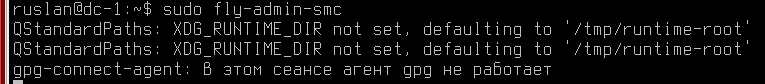 ruslan@dc-1:~$ sudo fly-admin-smc
QStandardPaths: XDG_RUNTIME_DIR not set, defaulting to '/tmp/runtime-root'
QStandardPaths: XDG_RUNTIME_DIR not set, defaulting to '/tmp/runtime-root'
gpg-connect-agent: В этом сеансе агент gpg не работает